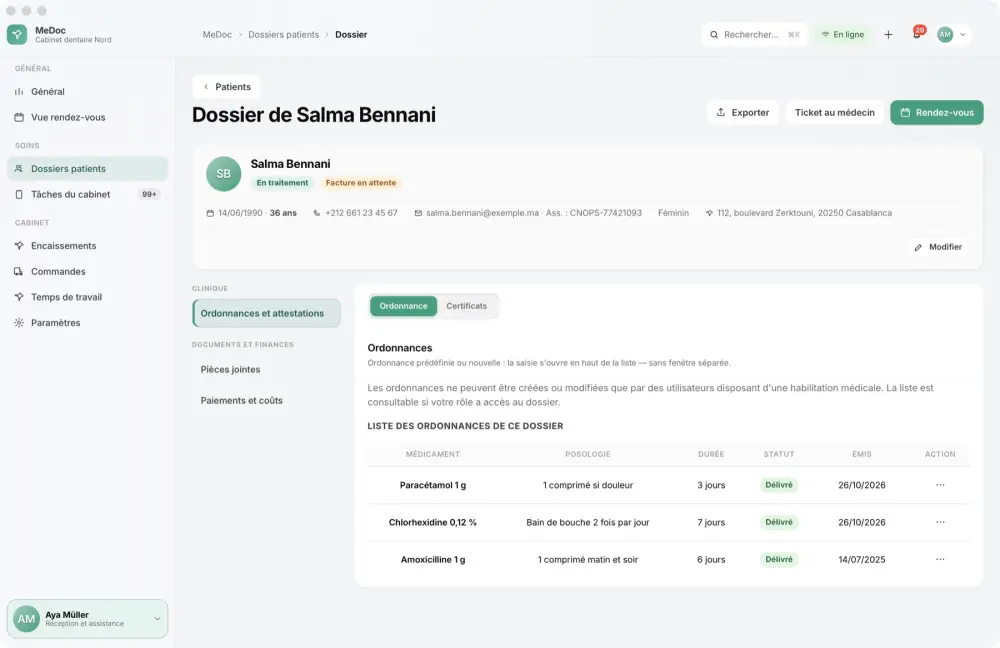 MeDoc
Cabinet dentaire Nord
MeDoc › Dossiers patients › Dossier
Rechercher... ⌘K
En ligne
29
AM
GÉNÉRAL
Général
Vue rendez-vous
SOINS
Dossiers patients
Tâches du cabinet 99+
CABINET
Encaissements
Commandes
Temps de travail
Paramètres
AM
Aya Müller
Réception et assistance
‹ Patients
Dossier de Salma Bennani
Exporter
Ticket au médecin
Rendez-vous
SB
Salma Bennani
En traitement Facture en attente
14/06/1990 · 36 ans +212 661 23 45 67 salma.bennani@exemple.ma · Ass. : CNOPS-77421093 Féminin 112, boulevard Zerktouni, 20250 Casablanca
Modifier
CLINIQUE
Ordonnances et attestations
DOCUMENTS ET FINANCES
Pièces jointes
Paiements et coûts
Ordonnance Certificats
Ordonnances
Ordonnance prédéfinie ou nouvelle : la saisie s'ouvre en haut de la liste — sans fenêtre séparée.
Les ordonnances ne peuvent être créées ou modifiées que par des utilisateurs disposant d'une habilitation médicale. La liste est
consultable si votre rôle a accès au dossier.
LISTE DES ORDONNANCES DE CE DOSSIER
MÉDICAMENT POSOLOGIE DURÉE STATUT ÉMIS ACTION
Paracétamol 1 g 1 comprimé si douleur 3 jours Délivré 26/10/2026 ...
Chlorhexidine 0,12 % Bain de bouche 2 fois par jour 7 jours Délivré 26/10/2026 ...
Amoxicilline 1 g 1 comprimé matin et soir 6 jours Délivré 14/07/2025 ...